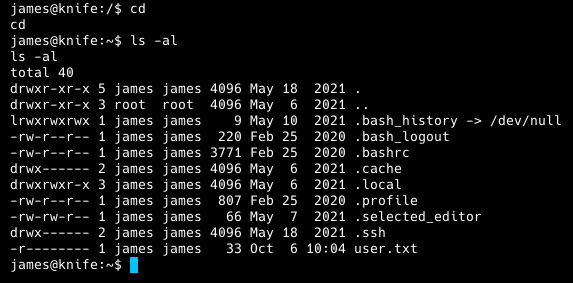 james@knife:/$ cd
cd
james@knife:~$ ls -al
ls -al
total 40
drwxr-xr-x 5 james james 4096 May 18  2021 .
drwxr-xr-x 3 root  root  4096 May  6  2021 ..
lrwxrwxrwx 1 james james    9 May 10  2021 .bash_history -> /dev/null
-rw-r--r-- 1 james james  220 Feb 25  2020 .bash_logout
-rw-r--r-- 1 james james 3771 Feb 25  2020 .bashrc
drwx------ 2 james james 4096 May  6  2021 .cache
drwxrwxr-x 3 james james 4096 May  6  2021 .local
-rw-r--r-- 1 james james  807 Feb 25  2020 .profile
-rw-rw-r-- 1 james james   66 May  7  2021 .selected_editor
drwx------ 2 james james 4096 May 18  2021 .ssh
-r-------- 1 james james   33 Oct  6 10:04 user.txt
james@knife:~$